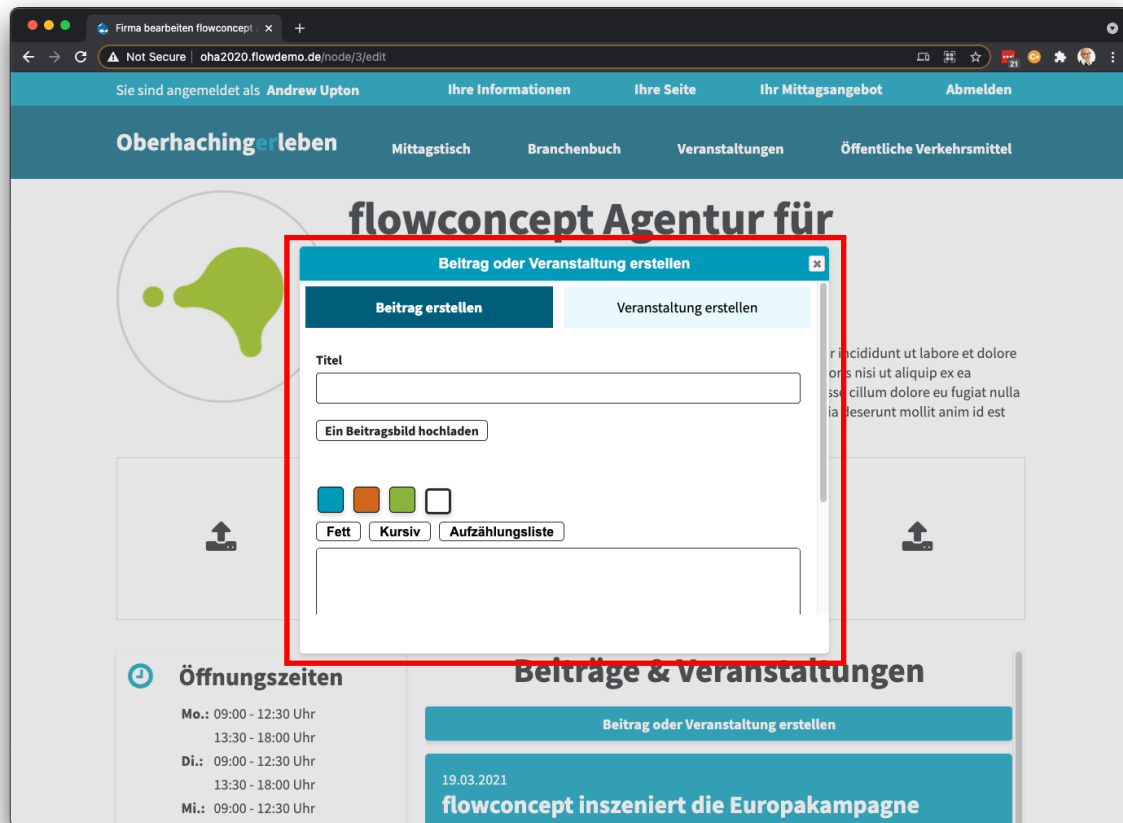 Firma bearbeiten flowconcept
Not Secure | oha2020.flowdemo.de/node/3/edit
21
Sie sind angemeldet als Andrew Upton
Ihre Informationen
Ihre Seite
Ihr Mittagsangebot
Abmelden
Oberhachingerleben
Mittagstisch
Branchenbuch
Veranstaltungen
Öffentliche Verkehrsmittel
flowconcept Agentur für
Beitrag oder Veranstaltung erstellen
Beitrag erstellen
Veranstaltung erstellen
Titel
Ein Beitragsbild hochladen
Fett
Kursiv
Aufzählungsliste
incididunt ut labore et dolore
nisi ut aliquip ex ea
cillum dolore eu fugiat nulla
deserunt mollit anim id est
Öffnungszeiten
Mo.: 09:00 - 12:30 Uhr
13:30 - 18:00 Uhr
Di.: 09:00 - 12:30 Uhr
13:30 - 18:00 Uhr
Mi.: 09:00 - 12:30 Uhr
Beiträge & Veranstaltungen
Beitrag oder Veranstaltung erstellen
19.03.2021
flowconcept inszeniert die Europakampagne